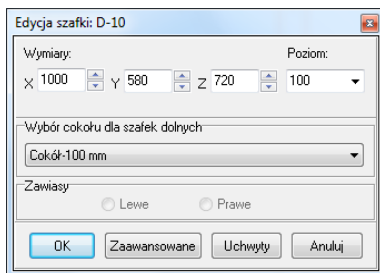 Edycja szafki: D-10
Wymiary: Poziom:
X 1000 Y 580 Z 720 100
Wybór cokołu dla szafek dolnych
Cokół-100 mm
Zawiasy
Lewe Prawe
OK Zaawansowane Uchwyty Anuluj